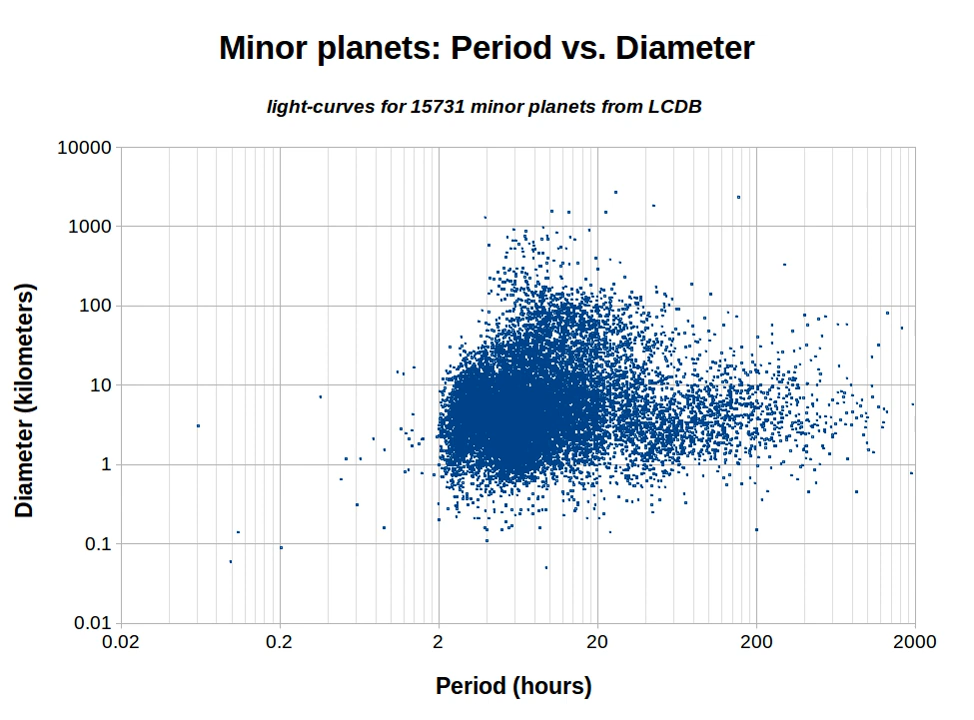 Minor planets: Period vs. Diameter
light-curves for 15731 minor planets from LCDB
10000
1000
100
10
1
0.1
0.01
Diameter (kilometers)
0.02 0.2 2 20 200 2000
Period (hours)